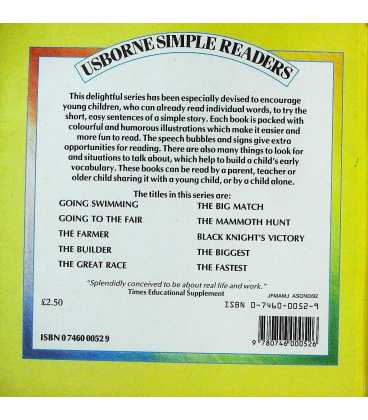 USBORNE SIMPLE READERS
This delightful series has been especially devised to encourage
young children, who can already read individual words, to try the
short, easy sentences of a simple story. Each book is packed with
colourful and humorous illustrations which make it easier and
more fun to read. The speech bubbles and signs give extra
opportunities for reading. There are also many things to look for
and situations to talk about, which help to build a child's early
vocabulary. These books can be read by a parent, teacher or
older child sharing it with a young child, or by a child alone.
The titles in this series are:
GOING SWIMMING
GOING TO THE FAIR
THE FARMER
THE BUILDER
THE GREAT RACE
THE BIG MATCH
THE MAMMOTH HUNT
BLACK KNIGHT'S VICTORY
THE BIGGEST
THE FASTEST
"Splendidly conceived to be about real life and work."
Times Educational Supplement
JFMAMJ ASOND/92
£2.50
ISBN 0-7460-0052-9
9 780746 000526
ISBN 0 7460 0052 9